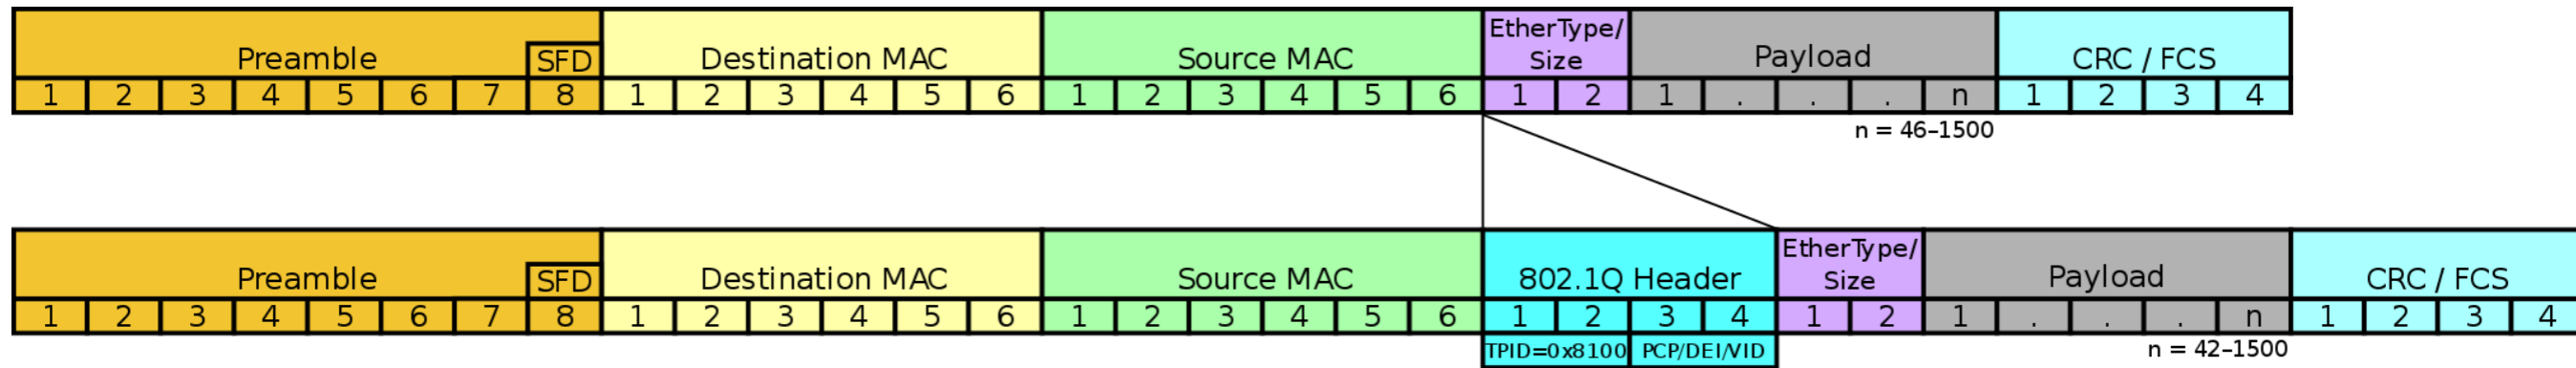 EtherType/
Preamble SFD Destination MAC Source MAC Size Payload CRC / FCS
1 2 3 4 5 6 7 8 1 2 3 4 5 6 1 2 3 4 5 6 1 2 1 . . . n 1 2 3 4
n = 46–1500
EtherType/
Preamble SFD Destination MAC Source MAC 802.1Q Header Size Payload CRC / FCS
1 2 3 4 5 6 7 8 1 2 3 4 5 6 1 2 3 4 5 6 1 2 3 4 1 2 1 . . . n 1 2 3 4
TPID=0x8100 PCP/DEI/VID n = 42–1500